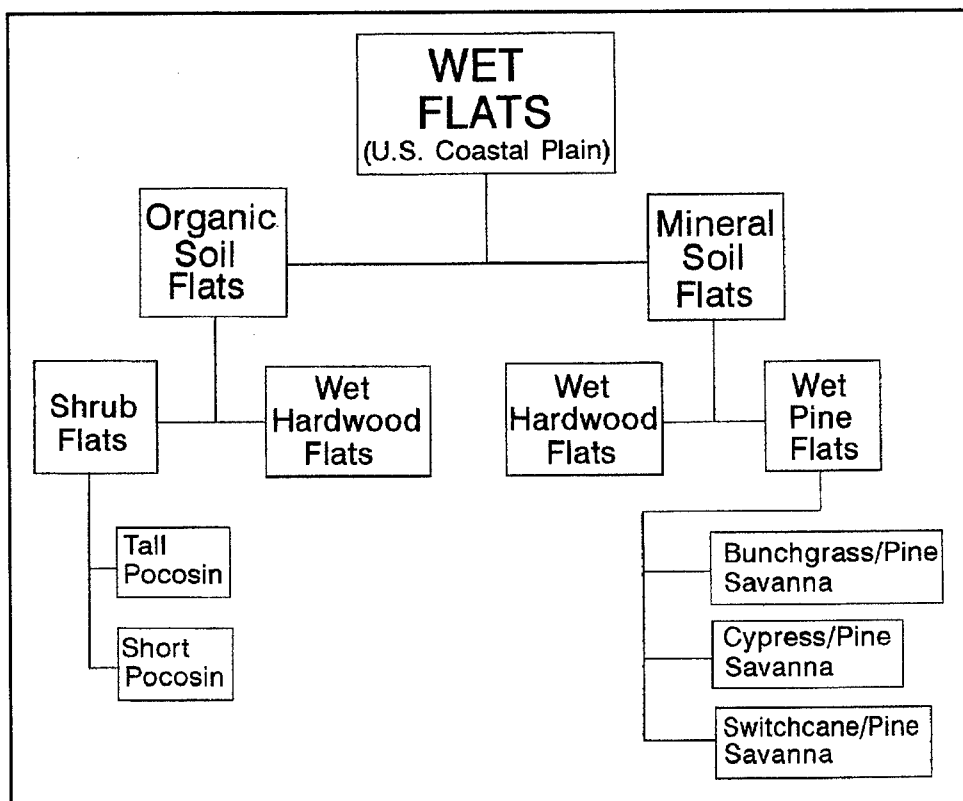 WET
FLATS
(U.S. Coastal Plain)
Organic
Soil
Flats
Mineral
Soil
Flats
Shrub
Flats
Wet
Hardwood
Flats
Wet
Hardwood
Flats
Wet
Pine
Flats
Tall
Pocosin
Short
Pocosin
Bunchgrass/Pine
Savanna
Cypress/Pine
Savanna
Switchcane/Pine
Savanna